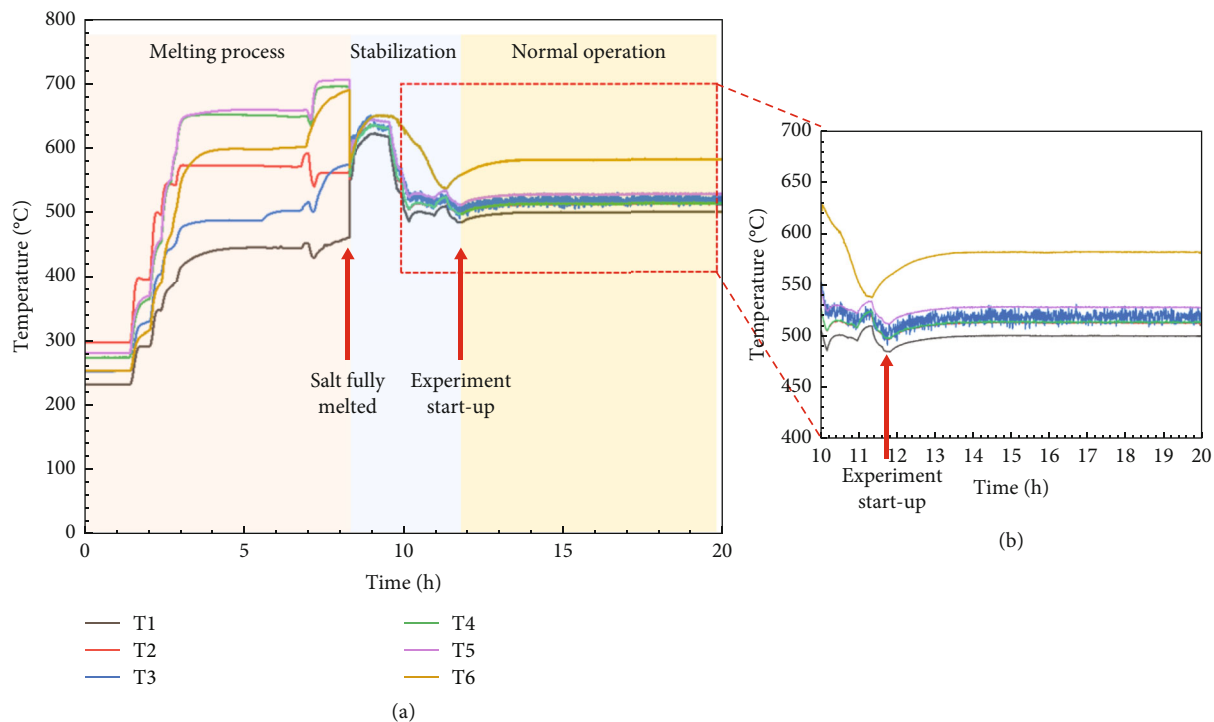 800
700
600
500
400
300
200
100
0
Temperature (°C)
Melting process
Stabilization
Normal operation
Salt fully
melted
Experiment
start-up
0
5
10
15
20
Time (h)
T1
T2
T3
T4
T5
T6
(a)
700
650
600
550
500
450
400
Temperature (°C)
10
11
12
13
14
15
16
17
18
19
20
Experiment
start-up
Time (h)
(b)